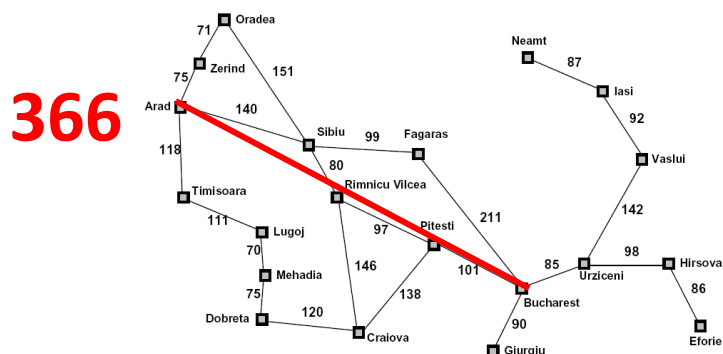 Oradea
71
Neamt
87
Zerind
151
75
Iasi
366
Arad
140
92
Sibiu
99
Fagaras
118
80
Vaslui
Rimnicu Vilcea
Timisoara
211
142
111
Lugoj
97
Pitesti
70
98
Hirsova
146
101
85
Urziceni
Mehadia
86
75
138
Bucharest
120
Dobreta
90
Craiova
Eforie
Giurgiu